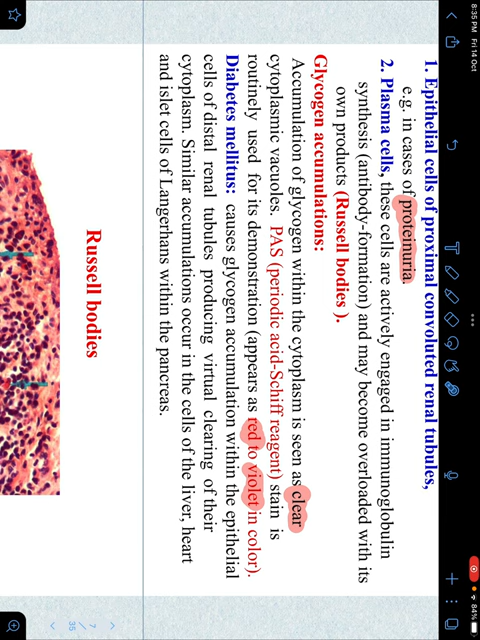 8:35 PM Fri 14 Oct
84%
1. Epithelial cells of proximal convoluted renal tubules,
e.g. in cases of proteinuria.
2. Plasma cells, these cells are actively engaged in immunoglobulin
synthesis (antibody-formation) and may become overloaded with its
own products (Russell bodies ).
Glycogen accumulations:
Accumulation of glycogen within the cytoplasm is seen as clear
cytoplasmic vacuoles. PAS (periodic acid-Schiff reagent) stain is
routinely used for its demonstration (appears as red to violet in color).
Diabetes mellitus: causes glycogen accumulation within the epithelial
cells of distal renal tubules producing virtual clearing of their
cytoplasm. Similar accumulations occur in the cells of the liver, heart
and islet cells of Langerhans within the pancreas.
Russell bodies
7 / 35